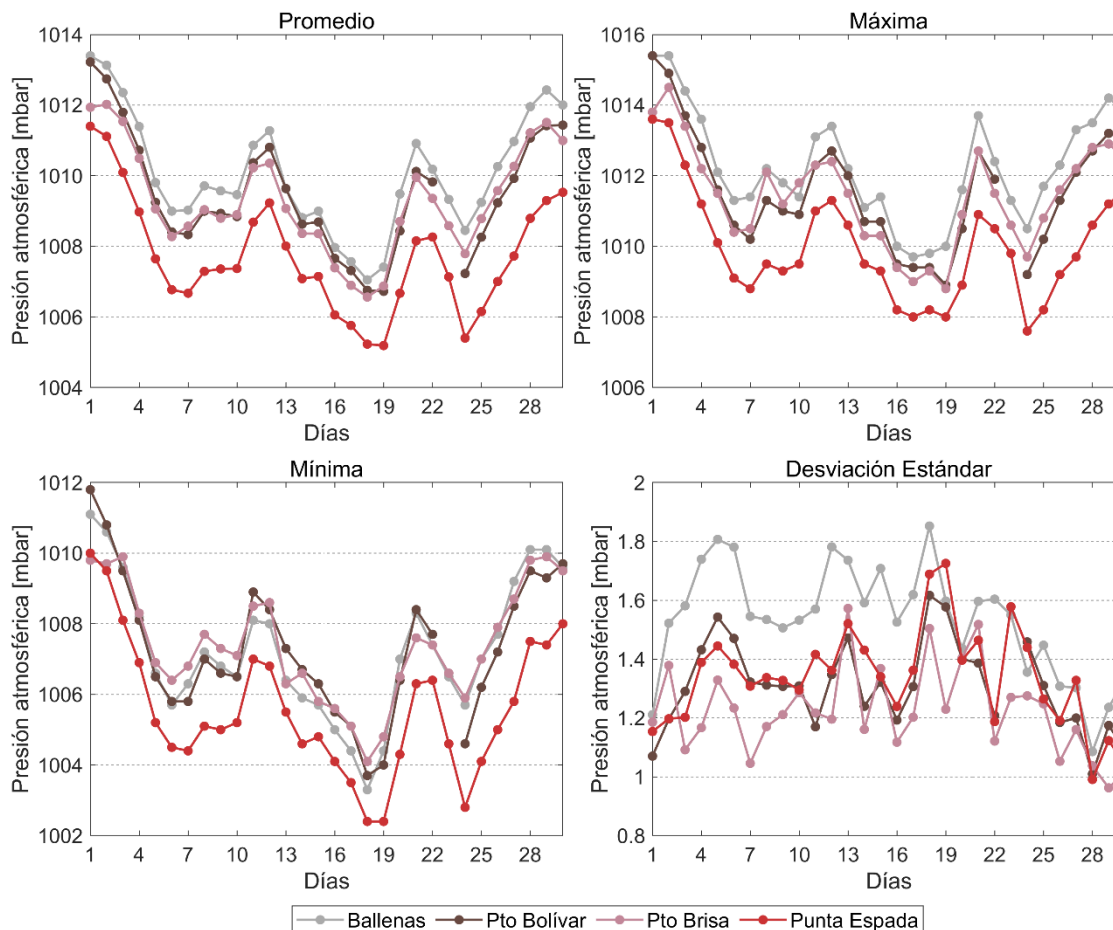 Promedio
Presión atmosférica [mbar]
1014
1012
1010
1008
1006
1004
1 4 7 10 13 16 19 22 25 28
Días
Máxima
Presión atmosférica [mbar]
1016
1014
1012
1010
1008
1006
1 4 7 10 13 16 19 22 25 28
Días
Mínima
Presión atmosférica [mbar]
1012
1010
1008
1006
1004
1002
1 4 7 10 13 16 19 22 25 28
Días
Desviación Estándar
Presión atmosférica [mbar]
2
1.8
1.6
1.4
1.2
1
0.8
1 4 7 10 13 16 19 22 25 28
Días
Ballenas Pto Bolívar Pto Brisa Punta Espada